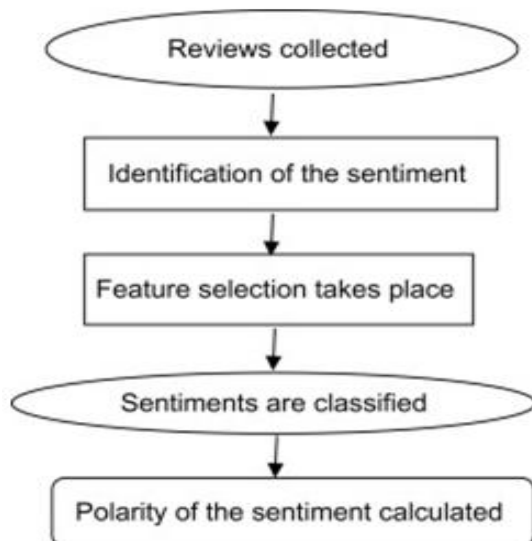 Reviews collected
Identification of the sentiment
Feature selection takes place
Sentiments are classified
Polarity of the sentiment calculated